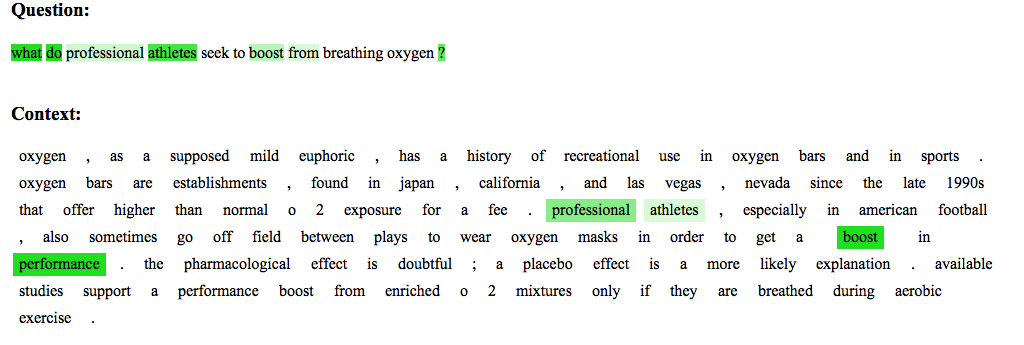 Question:
what do professional athletes seek to boost from breathing oxygen ?
Context:
oxygen , as a supposed mild euphoric , has a history of recreational use in oxygen bars and in sports .
oxygen bars are establishments , found in japan , california , and las vegas , nevada since the late 1990s
that offer higher than normal o 2 exposure for a fee . professional athletes , especially in american football
, also sometimes go off field between plays to wear oxygen masks in order to get a boost in
performance . the pharmacological effect is doubtful ; a placebo effect is a more likely explanation . available
studies support a performance boost from enriched o 2 mixtures only if they are breathed during aerobic
exercise .